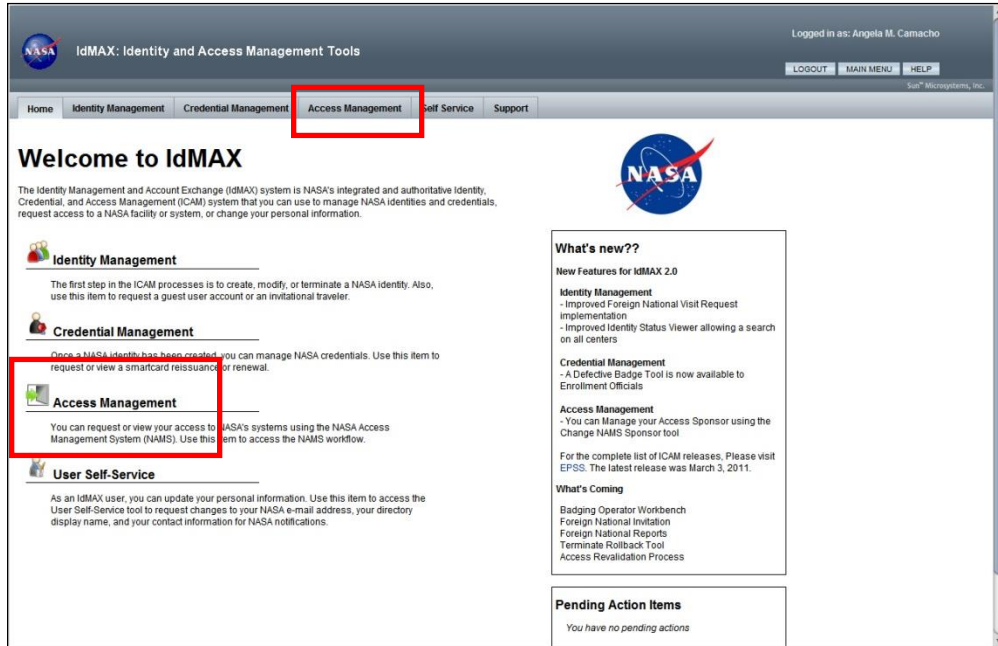 NASA
IdMAX: Identity and Access Management Tools
Logged in as: Angela M. Camacho
LOGOUT MAIN MENU HELP
Sun™ Microsystems, Inc.
Home Identity Management Credential Management Access Management Self Service Support
Welcome to IdMAX
The Identity Management and Account Exchange (IdMAX) system is NASA's integrated and authoritative Identity,
Credential, and Access Management (ICAM) system that you can use to manage NASA identities and credentials,
request access to a NASA facility or system, or change your personal information.
Identity Management
The first step in the ICAM processes is to create, modify, or terminate a NASA identity. Also,
use this item to request a guest user account or an invitational traveler.
Credential Management
Once a NASA identity has been created, you can manage NASA credentials. Use this item to
request or view a smartcard reissuance or renewal.
Access Management
You can request or view your access to NASA's systems using the NASA Access
Management System (NAMS). Use this item to access the NAMS workflow.
User Self-Service
As an IdMAX user, you can update your personal information. Use this item to access the
User Self-Service tool to request changes to your NASA e-mail address, your directory
display name, and your contact information for NASA notifications.
NASA
What's new??
New Features for IdMAX 2.0
Identity Management
- Improved Foreign National Visit Request
implementation
- Improved Identity Status Viewer allowing a search
on all centers
Credential Management
- A Defective Badge Tool is now available to
Enrollment Officials
Access Management
- You can Manage your Access Sponsor using the
Change NAMS Sponsor tool
For the complete list of ICAM releases, Please visit
EPSS. The latest release was March 3, 2011.
What's Coming
Badging Operator Workbench
Foreign National Invitation
Foreign National Reports
Terminate Rollback Tool
Access Revalidation Process
Pending Action Items
You have no pending actions